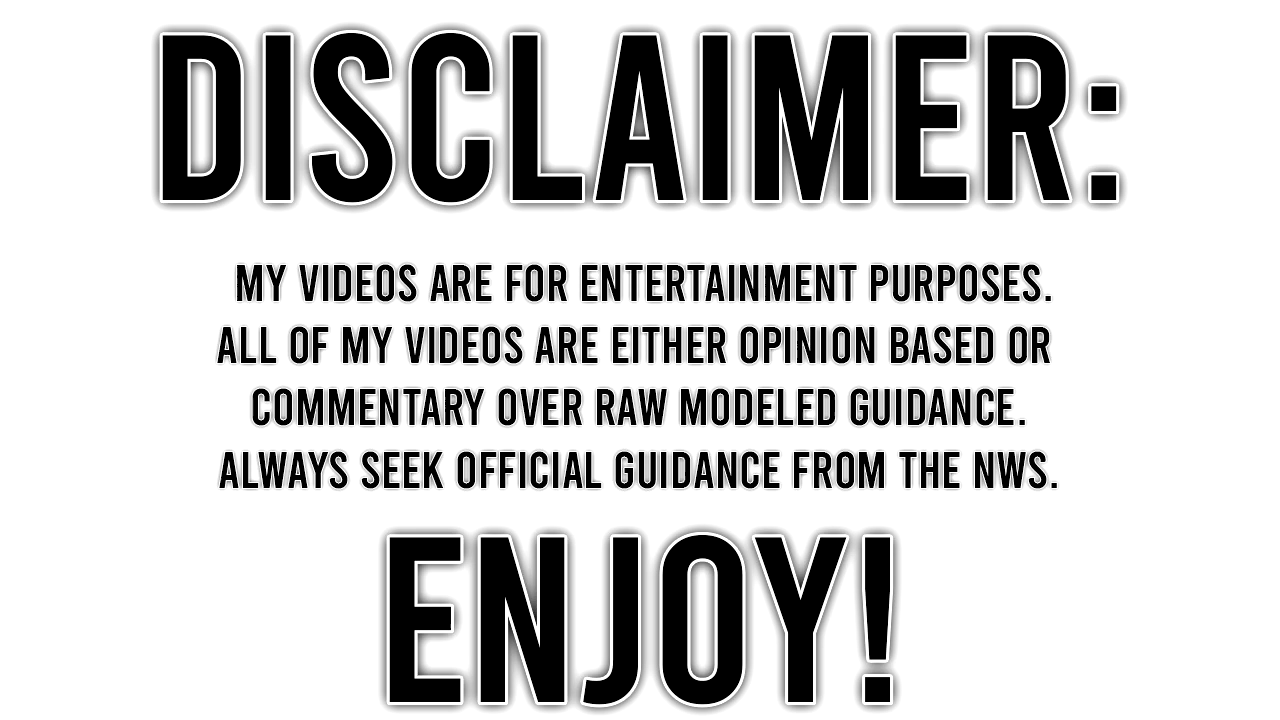 DISCLAIMER:
MY VIDEOS ARE FOR ENTERTAINMENT PURPOSES.
ALL OF MY VIDEOS ARE EITHER OPINION BASED OR
COMMENTARY OVER RAW MODELED GUIDANCE.
ALWAYS SEEK OFFICIAL GUIDANCE FROM THE NWS.
ENJOY!